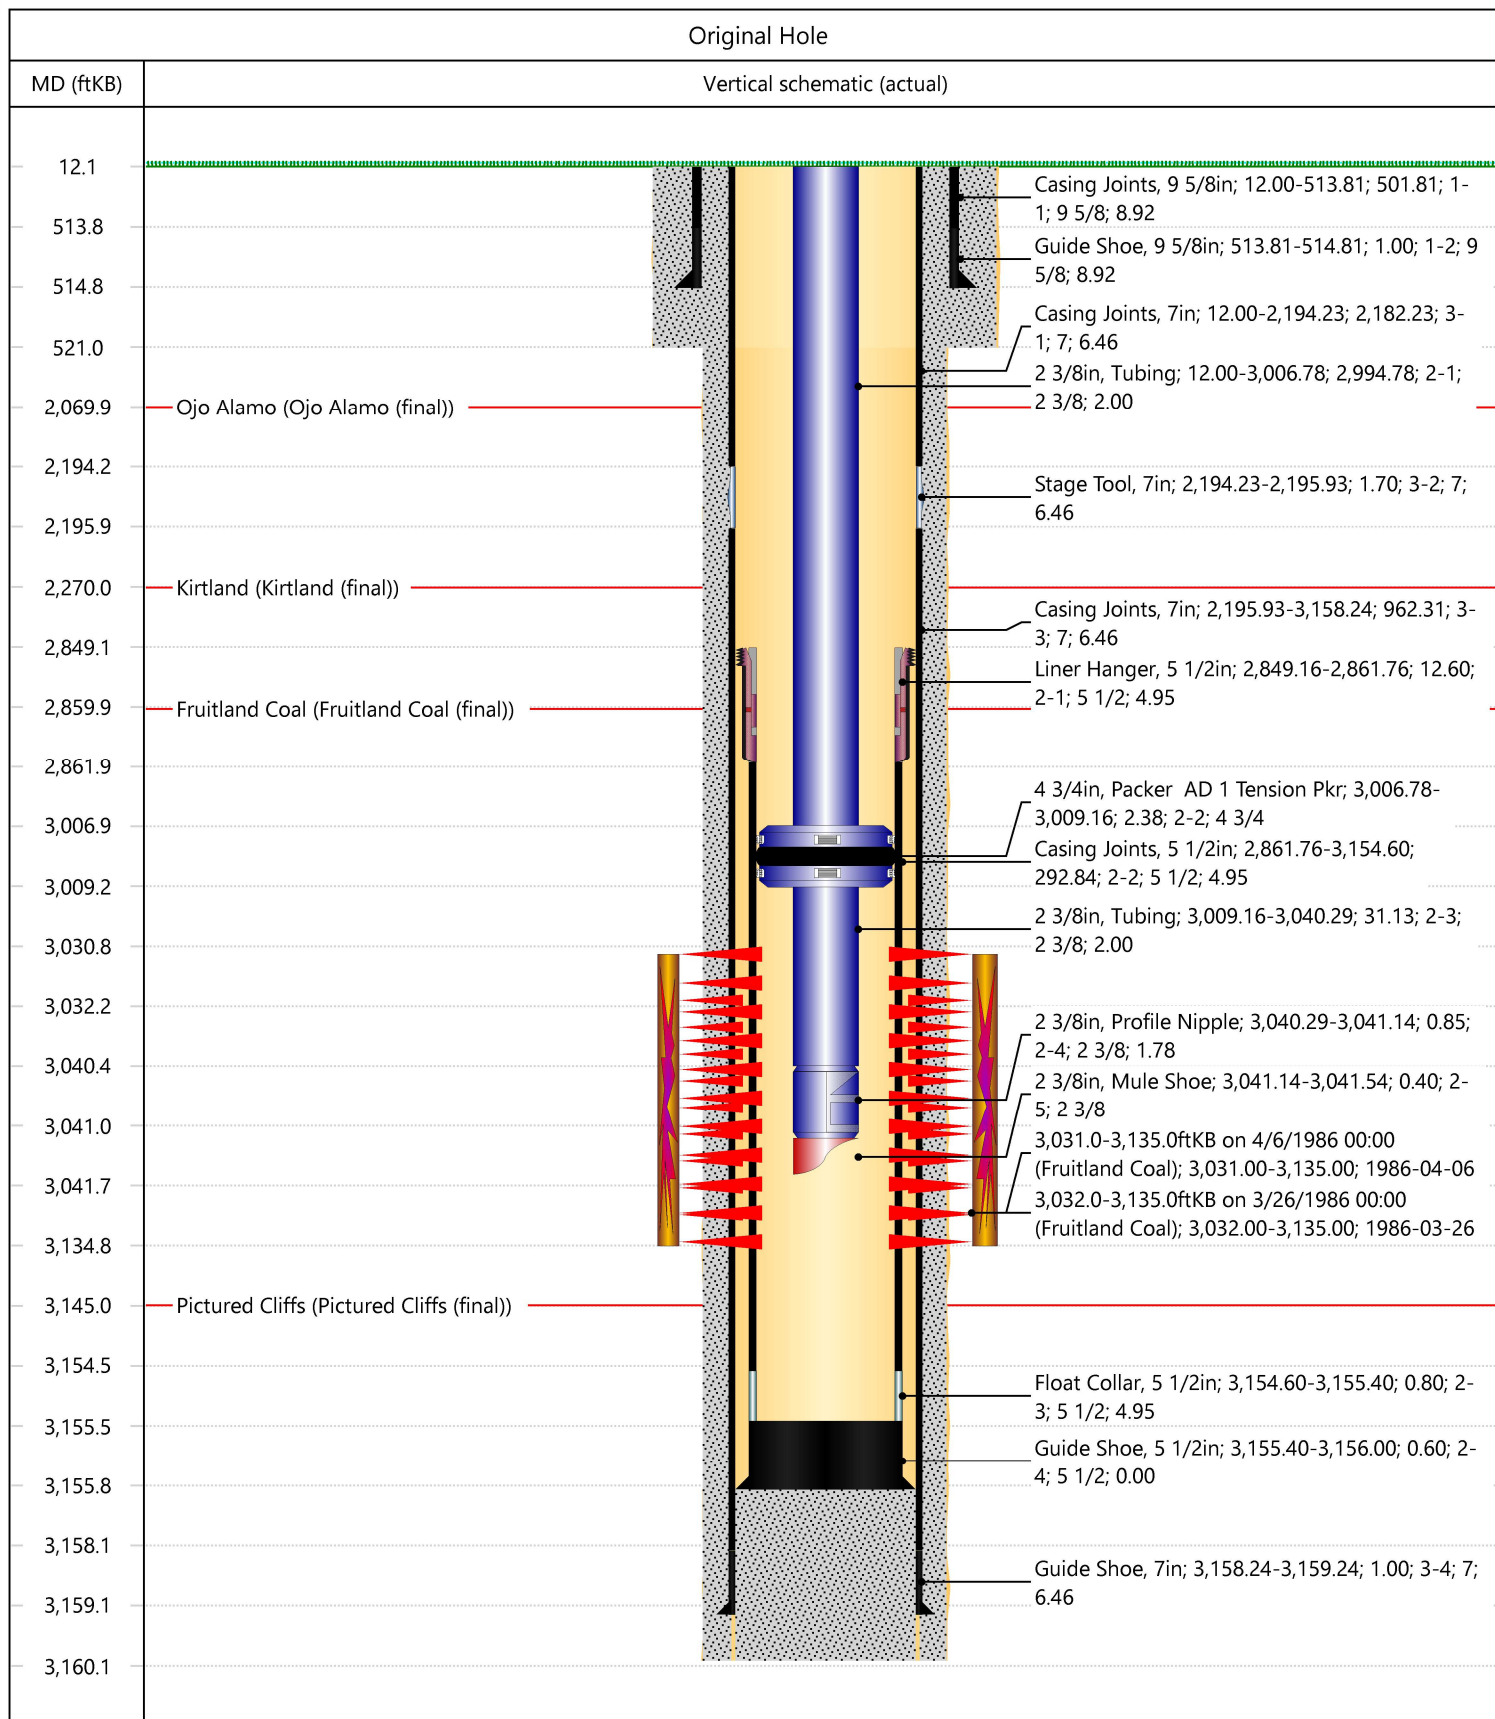 Original Hole
MD (ftKB)
Vertical schematic (actual)
12.1
513.8
514.8
521.0
2,069.9
2,194.2
2,195.9
2,270.0
2,849.1
2,859.9
2,861.9
3,006.9
3,009.2
3,030.8
3,032.2
3,040.4
3,041.0
3,041.7
3,134.8
3,145.0
3,154.5
3,155.5
3,155.8
3,158.1
3,159.1
3,160.1
Ojo Alamo (Ojo Alamo (final))
Kirtland (Kirtland (final))
Fruitland Coal (Fruitland Coal (final))
Pictured Cliffs (Pictured Cliffs (final))
Casing Joints, 9 5/8in; 12.00-513.81; 501.81; 1-
1; 9 5/8; 8.92
Guide Shoe, 9 5/8in; 513.81-514.81; 1.00; 1-2; 9
5/8; 8.92
Casing Joints, 7in; 12.00-2,194.23; 2,182.23; 3-
1; 7; 6.46
2 3/8in, Tubing; 12.00-3,006.78; 2,994.78; 2-1;
2 3/8; 2.00
Stage Tool, 7in; 2,194.23-2,195.93; 1.70; 3-2; 7;
6.46
Casing Joints, 7in; 2,195.93-3,158.24; 962.31; 3-
3; 7; 6.46
Liner Hanger, 5 1/2in; 2,849.16-2,861.76; 12.60;
2-1; 5 1/2; 4.95
4 3/4in, Packer  AD 1 Tension Pkr; 3,006.78-
3,009.16; 2.38; 2-2; 4 3/4
Casing Joints, 5 1/2in; 2,861.76-3,154.60;
292.84; 2-2; 5 1/2; 4.95
2 3/8in, Tubing; 3,009.16-3,040.29; 31.13; 2-3;
2 3/8; 2.00
2 3/8in, Profile Nipple; 3,040.29-3,041.14; 0.85;
2-4; 2 3/8; 1.78
2 3/8in, Mule Shoe; 3,041.14-3,041.54; 0.40; 2-
5; 2 3/8
3,031.0-3,135.0ftKB on 4/6/1986 00:00
(Fruitland Coal); 3,031.00-3,135.00; 1986-04-06
3,032.0-3,135.0ftKB on 3/26/1986 00:00
(Fruitland Coal); 3,032.00-3,135.00; 1986-03-26
Float Collar, 5 1/2in; 3,154.60-3,155.40; 0.80; 2-
3; 5 1/2; 4.95
Guide Shoe, 5 1/2in; 3,155.40-3,156.00; 0.60; 2-
4; 5 1/2; 0.00
Guide Shoe, 7in; 3,158.24-3,159.24; 1.00; 3-4; 7;
6.46